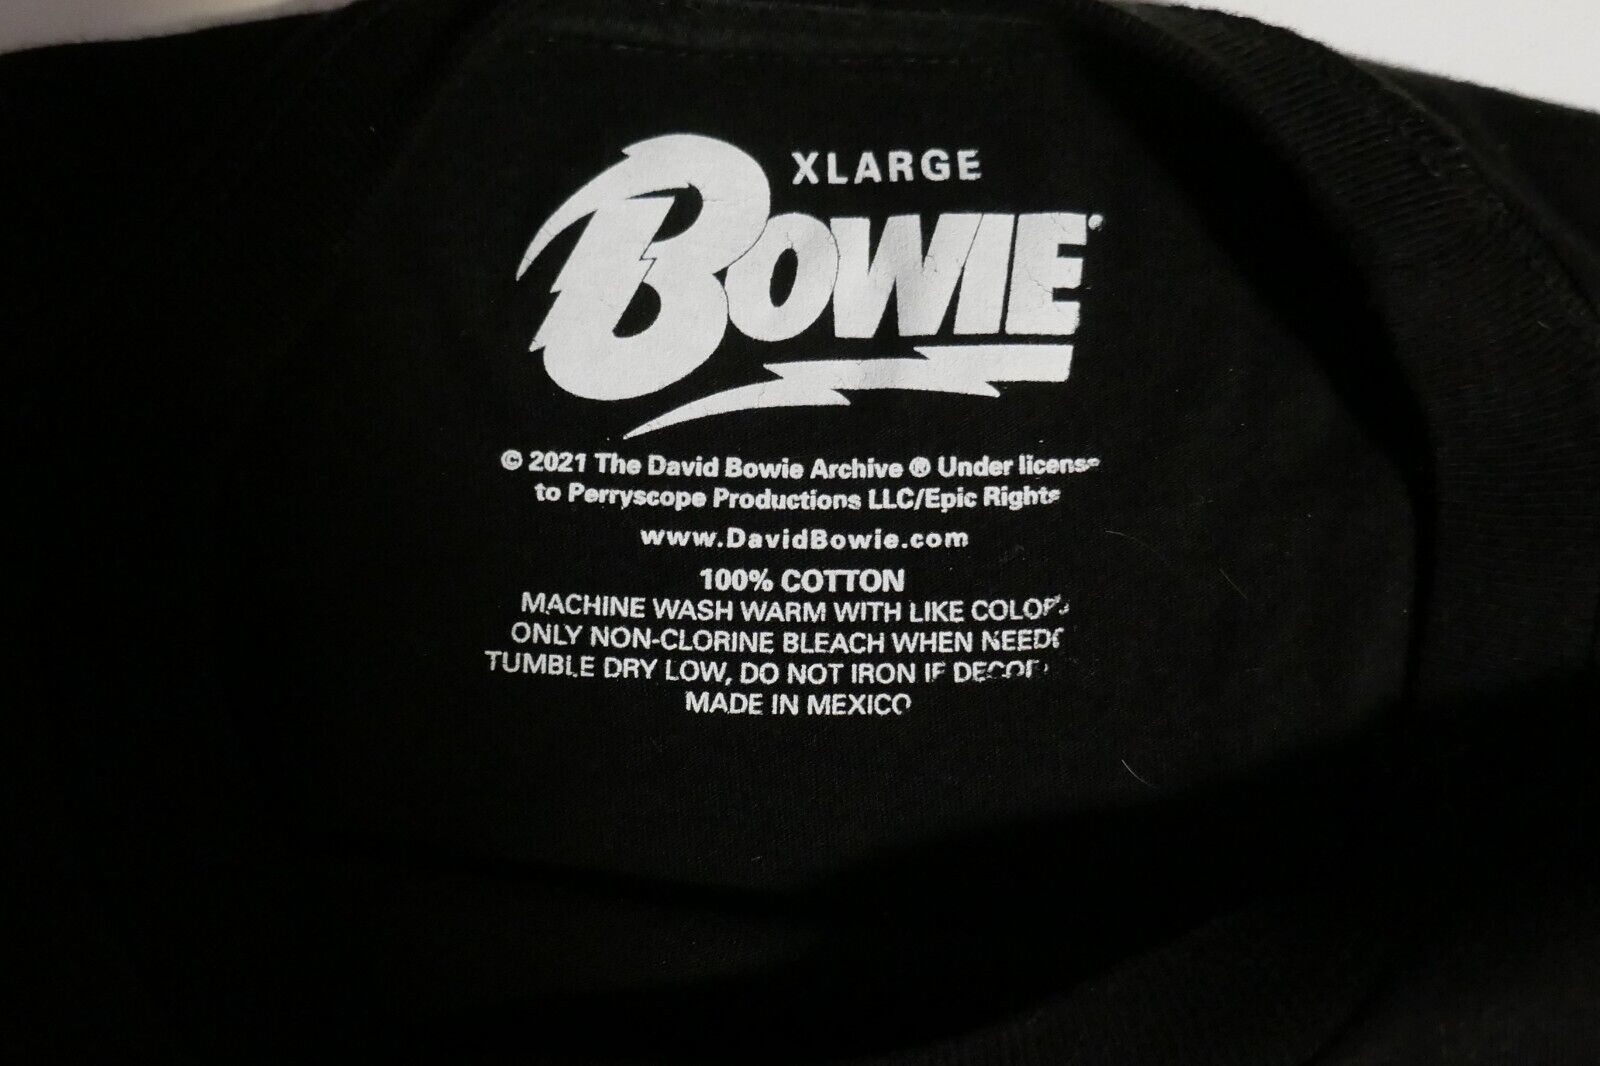 XLARGE
BOWIE®
© 2021 The David Bowie Archive ® Under license
to Perryscope Productions LLC/Epic Rights
www.DavidBowie.com
100% COTTON
MACHINE WASH WARM WITH LIKE COLORS
ONLY NON-CLORINE BLEACH WHEN
TUMBLE DRY LOW, DO NOT IRON IF
MADE IN MEXICO